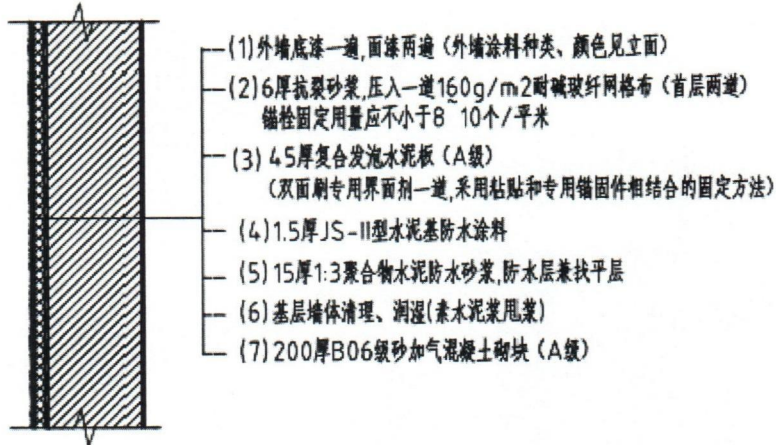 (1)外墙底漆一遍,面漆两遍(外墙涂料种类、颜色见立面)
(2)6厚抗裂砂浆,压入一道160g/m2耐碱玻纤网格布(首层两道)
锚栓固定用量应不小于8~10个/平米
(3)45厚复合发泡水泥板(A级)
(双面刷专用界面剂一道,采用粘贴和专用锚固件相结合的固定方法)
(4)1.5厚JS-II型水泥基防水涂料
(5)15厚1:3聚合物水泥防水砂浆,防水层兼找平层
(6)基层墙体清理、润湿(素水泥浆甩浆)
(7)200厚B06级砂加气混凝土砌块(A级)